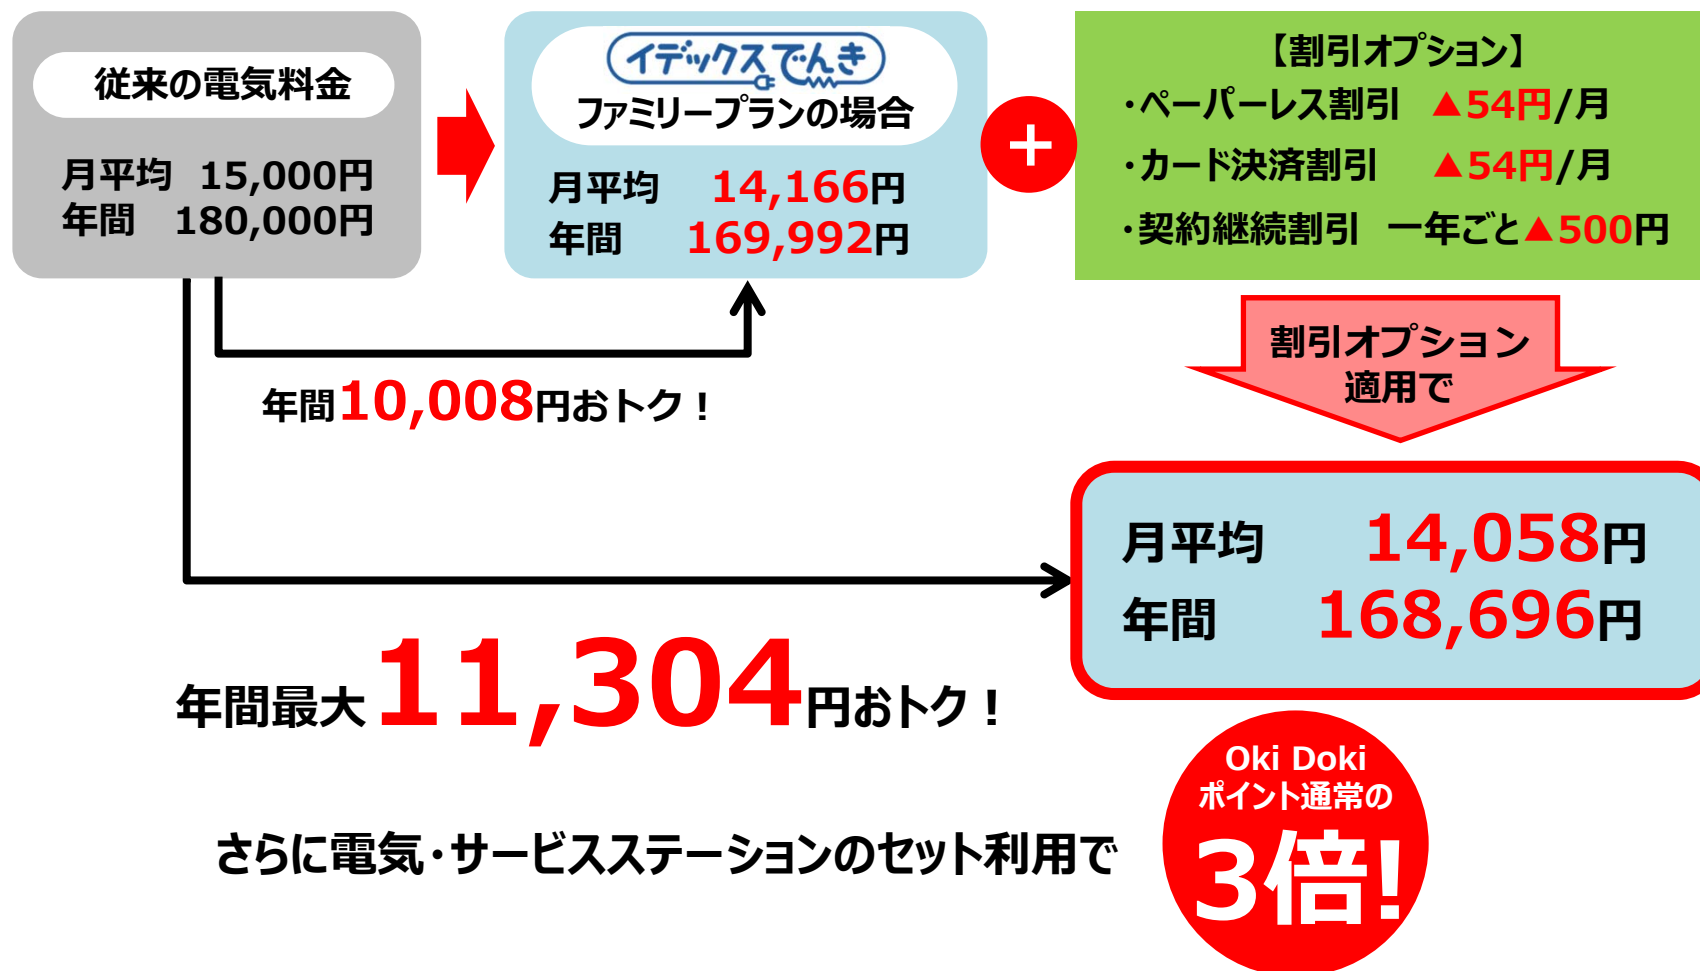 従来の電気料金
月平均 15,000円
年間 180,000円
イデックスでんき
ファミリープランの場合
月平均 14,166円
年間 169,992円
+
【割引オプション】
・ペーパーレス割引 ▲54円/月
・カード決済割引 ▲54円/月
・契約継続割引 一年ごと▲500円
年間10,008円おトク！
割引オプション
適用で
月平均 14,058円
年間 168,696円
年間最大11,304円おトク！
さらに電気・サービスステーションのセット利用で
Oki Doki
ポイント通常の
3倍!